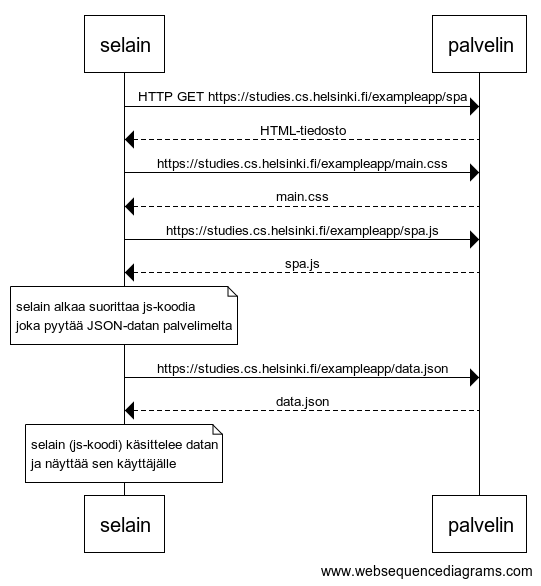 selain
palvelin
HTTP GET https://studies.cs.helsinki.fi/exampleapp/spa
HTML-tiedosto
https://studies.cs.helsinki.fi/exampleapp/main.css
main.css
https://studies.cs.helsinki.fi/exampleapp/spa.js
spa.js
selain alkaa suorittaa js-koodia
joka pyytää JSON-datan palvelimelta
https://studies.cs.helsinki.fi/exampleapp/data.json
data.json
selain (js-koodi) käsittelee datan
ja näyttää sen käyttäjälle
selain
palvelin
www.websequencediagrams.com